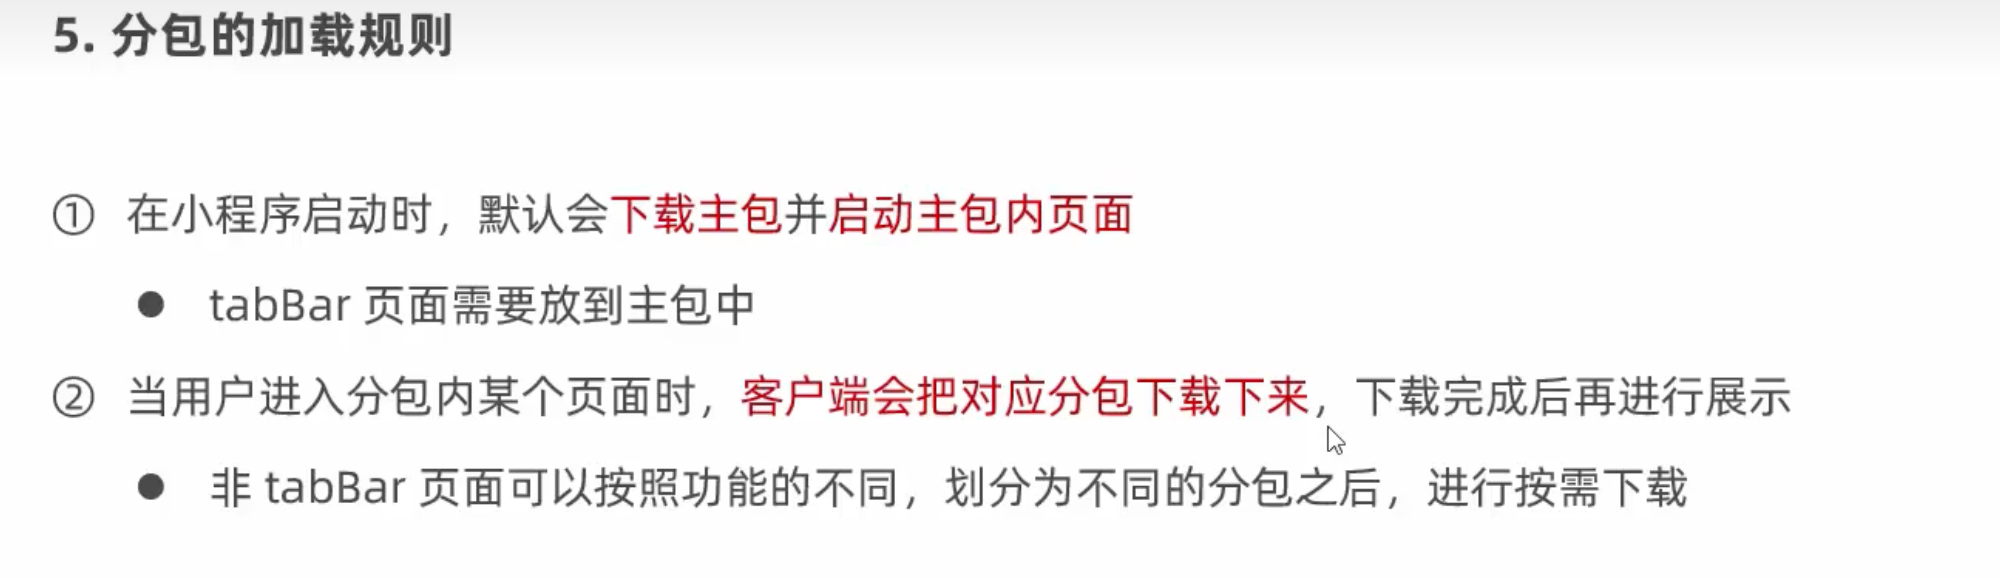 5. 分包的加载规则
① 在小程序启动时，默认会下载主包并启动主包内页面
● tabBar 页面需要放到主包中
② 当用户进入分包内某个页面时，客户端会把对应分包下载下来，下载完成后再进行展示
● 非 tabBar 页面可以按照功能的不同，划分为不同的分包之后，进行按需下载